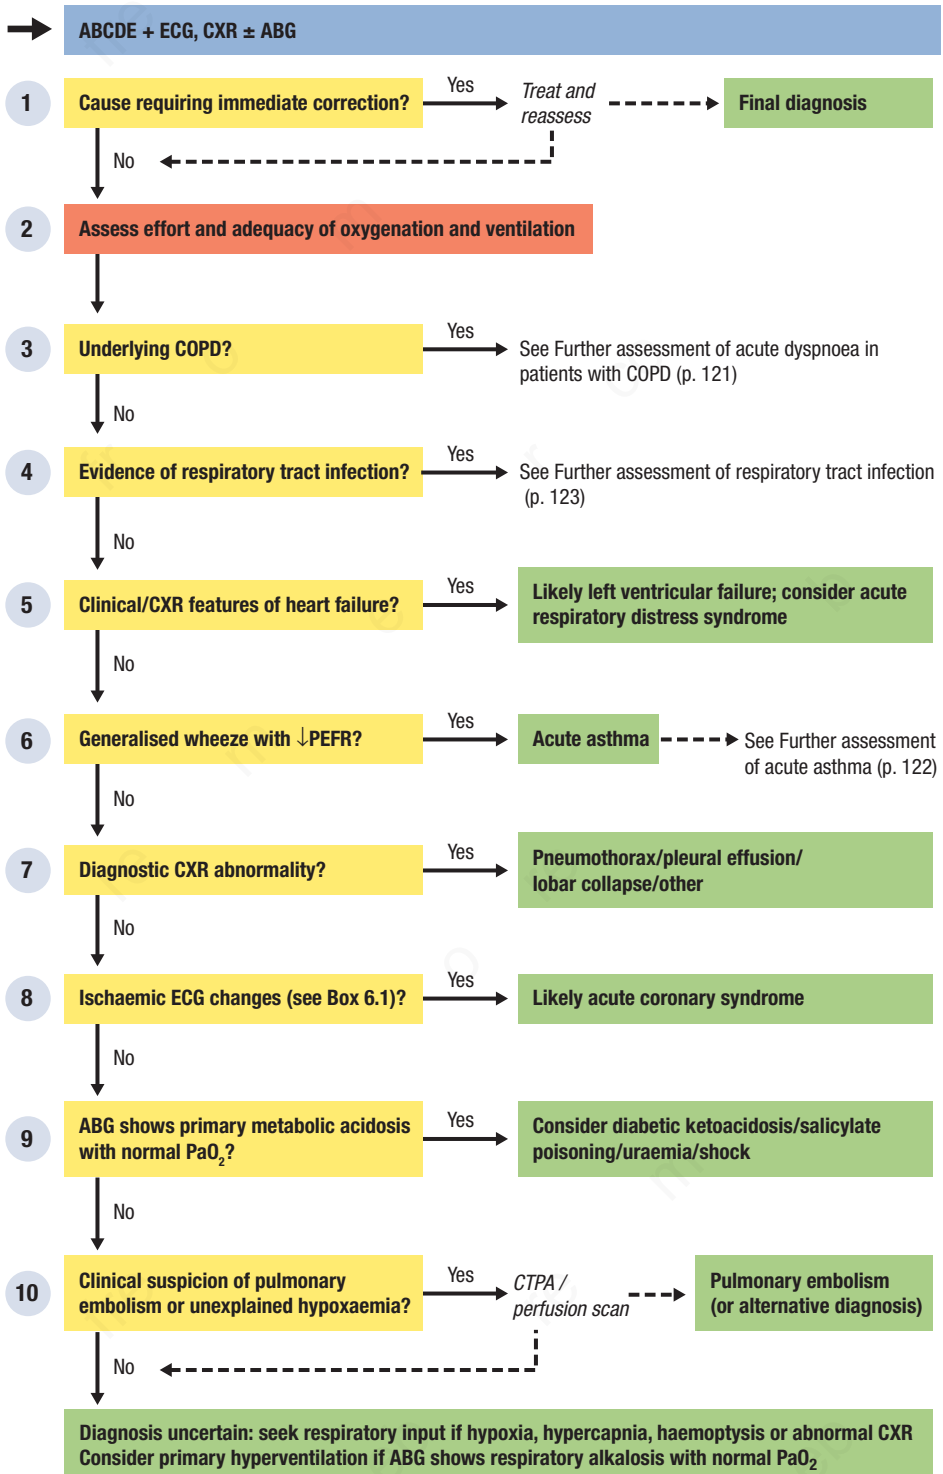 ABCDE + ECG, CXR ± ABG
1
Cause requiring immediate correction?
Yes
Treat and
reassess
Final diagnosis
No
2
Assess effort and adequacy of oxygenation and ventilation
3
Underlying COPD?
Yes
See Further assessment of acute dyspnoea in
patients with COPD (p. 121)
No
4
Evidence of respiratory tract infection?
Yes
See Further assessment of respiratory tract infection
(p. 123)
No
5
Clinical/CXR features of heart failure?
Yes
Likely left ventricular failure; consider acute
respiratory distress syndrome
No
6
Generalised wheeze with ↓PEFR?
Yes
Acute asthma
See Further assessment
of acute asthma (p. 122)
No
7
Diagnostic CXR abnormality?
Yes
Pneumothorax/pleural effusion/
lobar collapse/other
No
8
Ischaemic ECG changes (see Box 6.1)?
Yes
Likely acute coronary syndrome
No
9
ABG shows primary metabolic acidosis
with normal PaO₂?
Yes
Consider diabetic ketoacidosis/salicylate
poisoning/uraemia/shock
No
10
Clinical suspicion of pulmonary
embolism or unexplained hypoxaemia?
Yes
CTPA /
perfusion scan
Pulmonary embolism
(or alternative diagnosis)
No
Diagnosis uncertain: seek respiratory input if hypoxia, hypercapnia, haemoptysis or abnormal CXR
Consider primary hyperventilation if ABG shows respiratory alkalosis with normal PaO₂